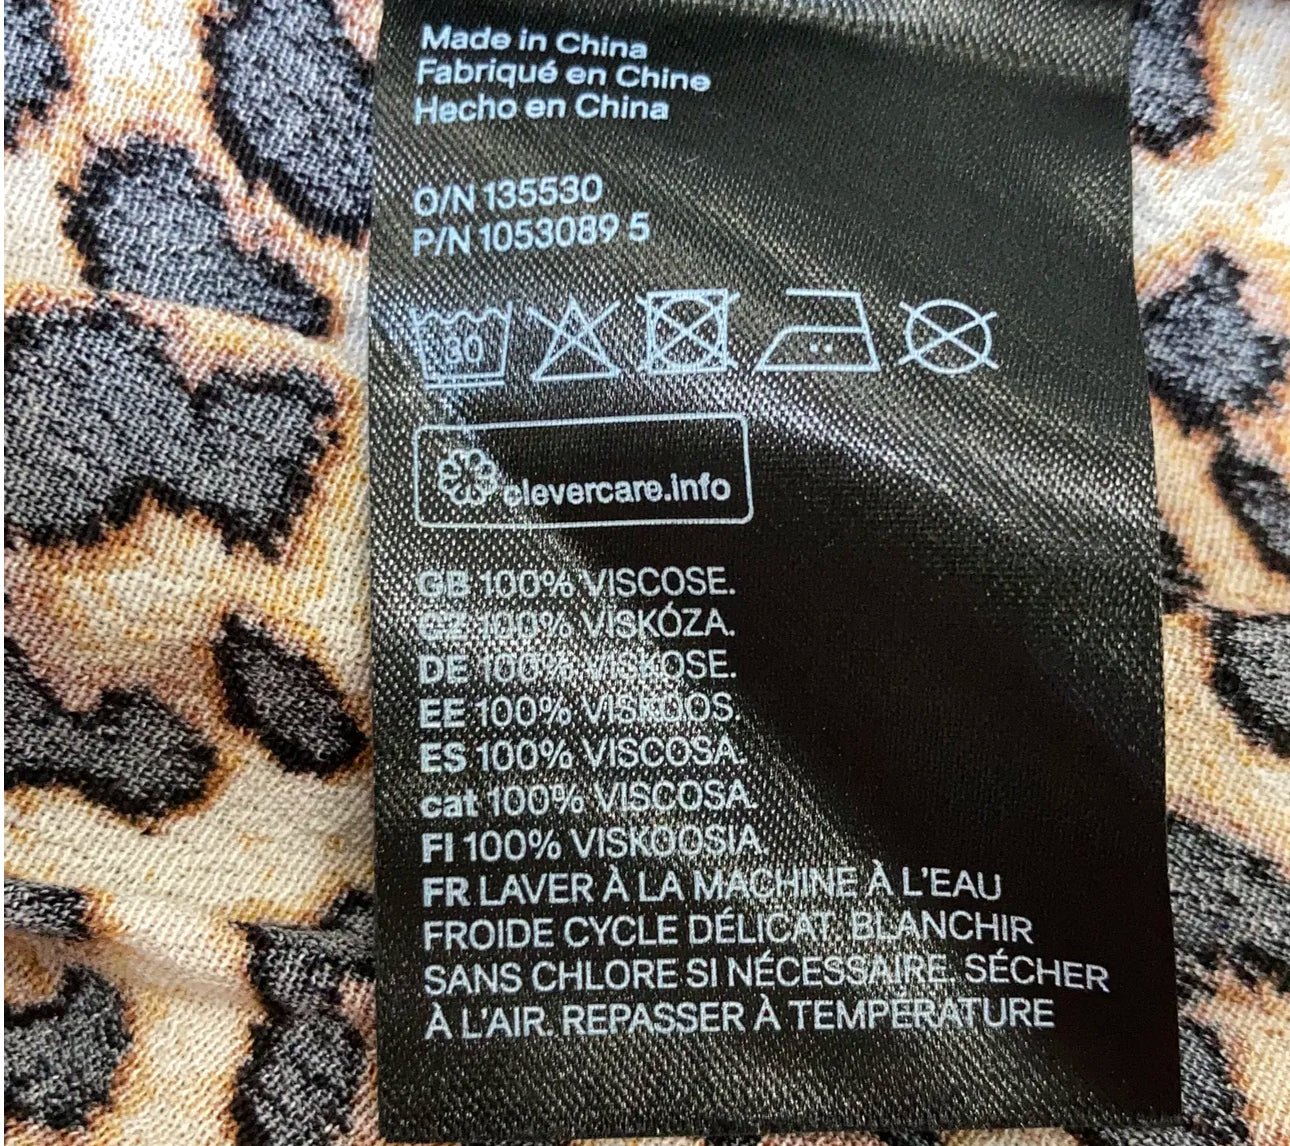 Made in China
Fabriqué en Chine
Hecho en China
O/N 135530
P/N 1053089 5
30
clevercare.info
GB 100% VISCOSE.
CZ 100% VISKÓZA.
DE 100% VISKOSE.
EE 100% VISKOOS.
ES 100% VISCOSA.
cat 100% VISCOSA.
FI 100% VISKOOSIA.
FR LAVER À LA MACHINE À L'EAU
FROIDE CYCLE DÉLICAT. BLANCHIR
SANS CHLORE SI NÉCESSAIRE. SÉCHER
À L'AIR. REPASSER À TEMPÉRATURE